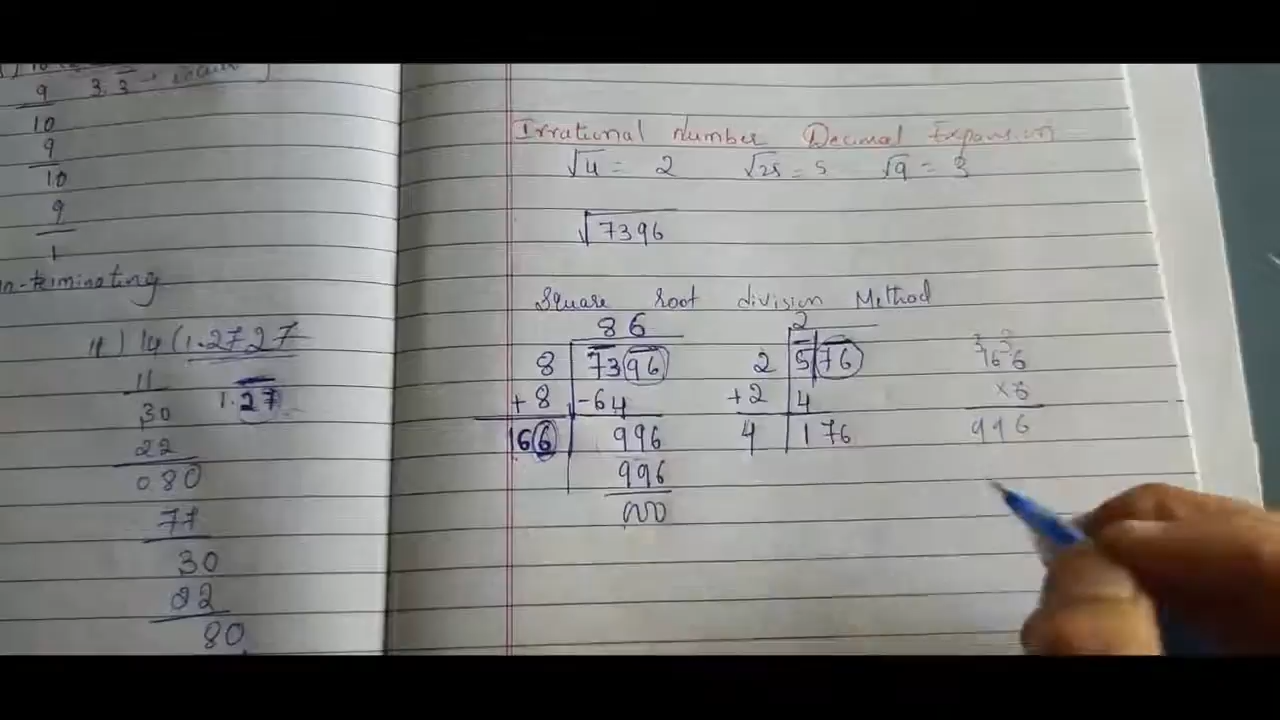 9 3.3
10
9
10
9
1
n-terminating
11 ) 14 ( 1.2727
11
30 1.27
22
080
77
30
22
80
Irrational number Decimal Expansion
√4 = 2 √25 = 5 √9 = 3
√7396
Square root division Method
86 2
8 7396 2 576 166
+ 8 -64 +2 4 ×6
166 996 4 176 996
996
000